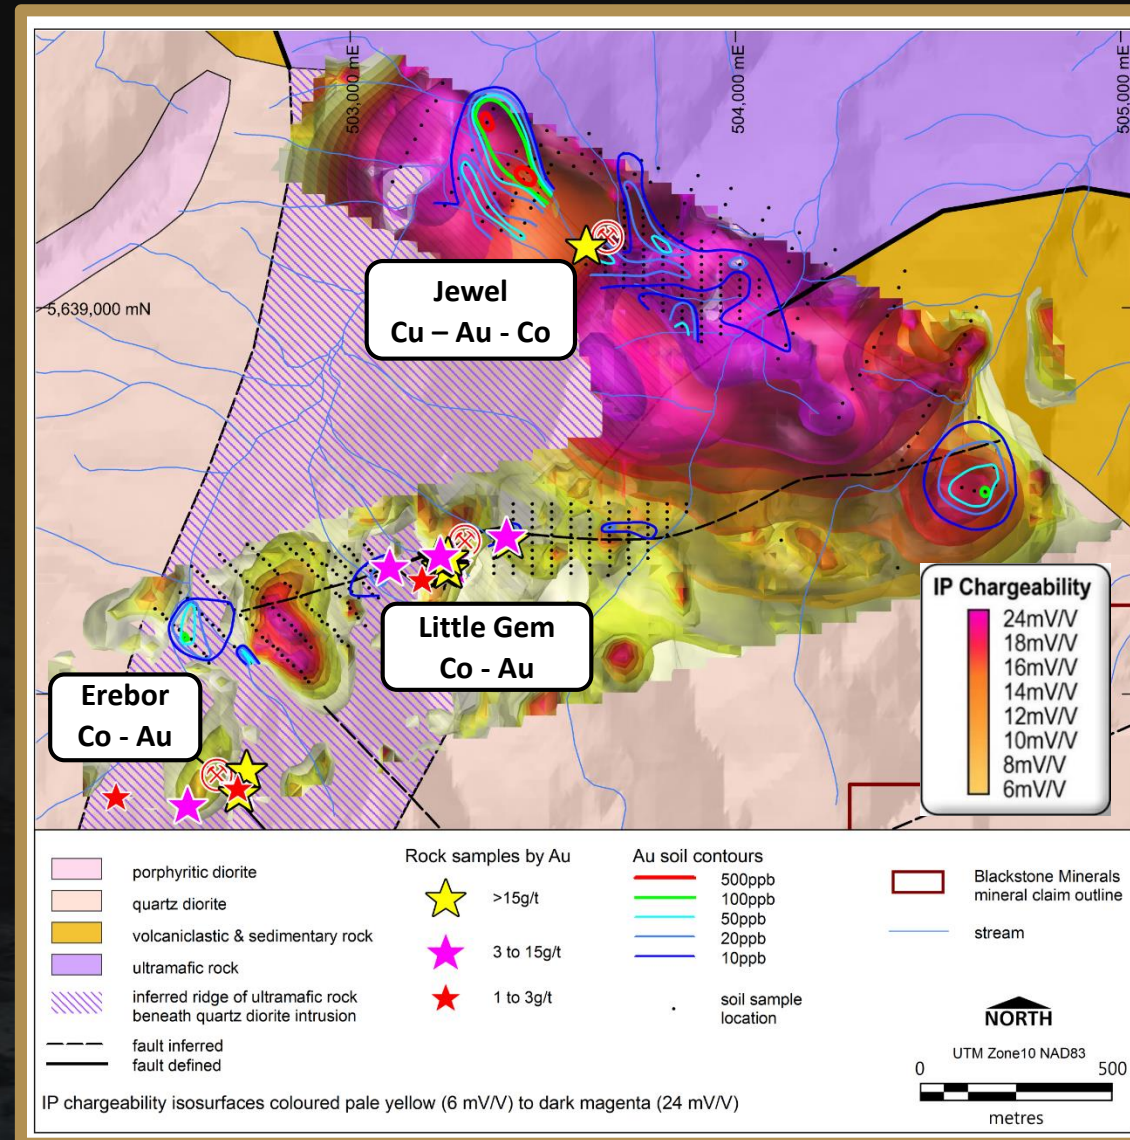 503,000 mE
504,000 mE
505,000 mE
5,639,000 mN
Jewel
Cu – Au - Co
Little Gem
Co - Au
Erebor
Co - Au
IP Chargeability
24mV/V
18mV/V
16mV/V
14mV/V
12mV/V
10mV/V
8mV/V
6mV/V
porphyritic diorite
quartz diorite
volcaniclastic & sedimentary rock
ultramafic rock
inferred ridge of ultramafic rock
beneath quartz diorite intrusion
fault inferred
fault defined
Rock samples by Au
>15g/t
3 to 15g/t
1 to 3g/t
Au soil contours
500ppb
100ppb
50ppb
20ppb
10ppb
soil sample
location
Blackstone Minerals
mineral claim outline
stream
NORTH
UTM Zone10 NAD83
0 500
metres
IP chargeability isosurfaces coloured pale yellow (6 mV/V) to dark magenta (24 mV/V)